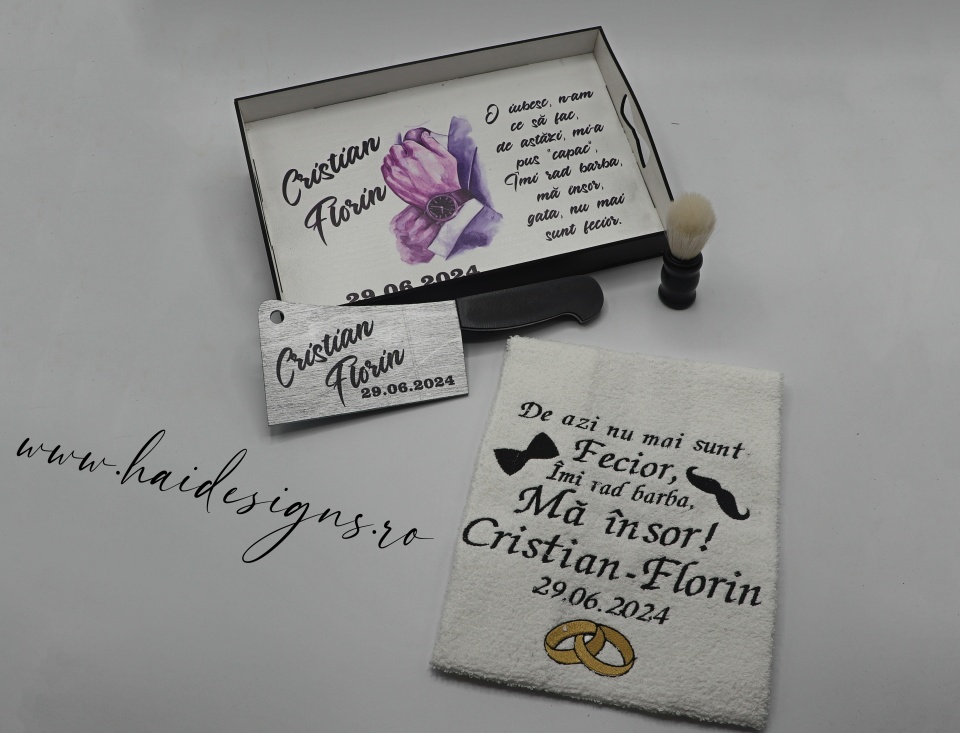 Cristian
Florin
O iubesc, n-am
ce să fac,
de astăzi, mi-a
pus "capac",
Îmi rad barba,
mă însor,
gata, nu mai
sunt fecior.
29.06.2024
Cristian
Florin
29.06.2024
www.haidesigns.ro
De azi nu mai sunt
Fecior,
Îmi rad barba,
Mă însor!
Cristian-Florin
29.06.2024